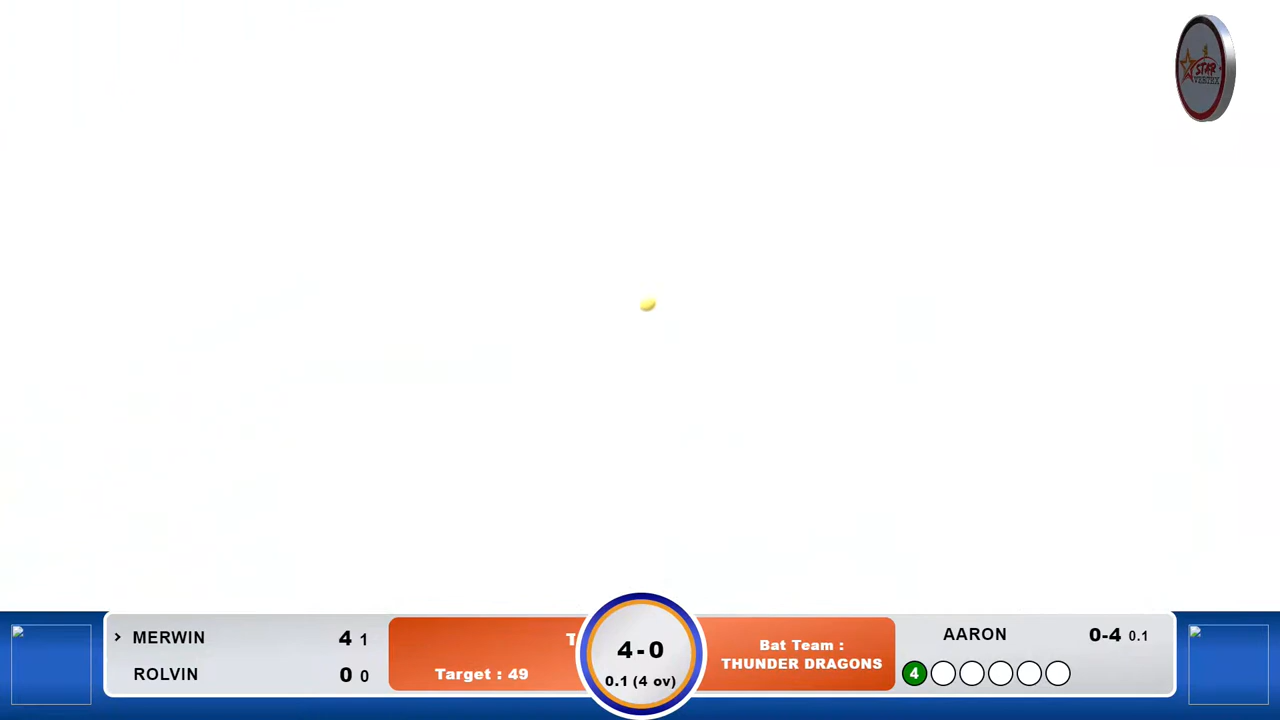 STAR
> MERWIN 4 1
ROLVIN 0 0
T
Target : 49
4-0
0.1 (4 ov)
Bat Team :
THUNDER DRAGONS
AARON 0-4 0.1
4